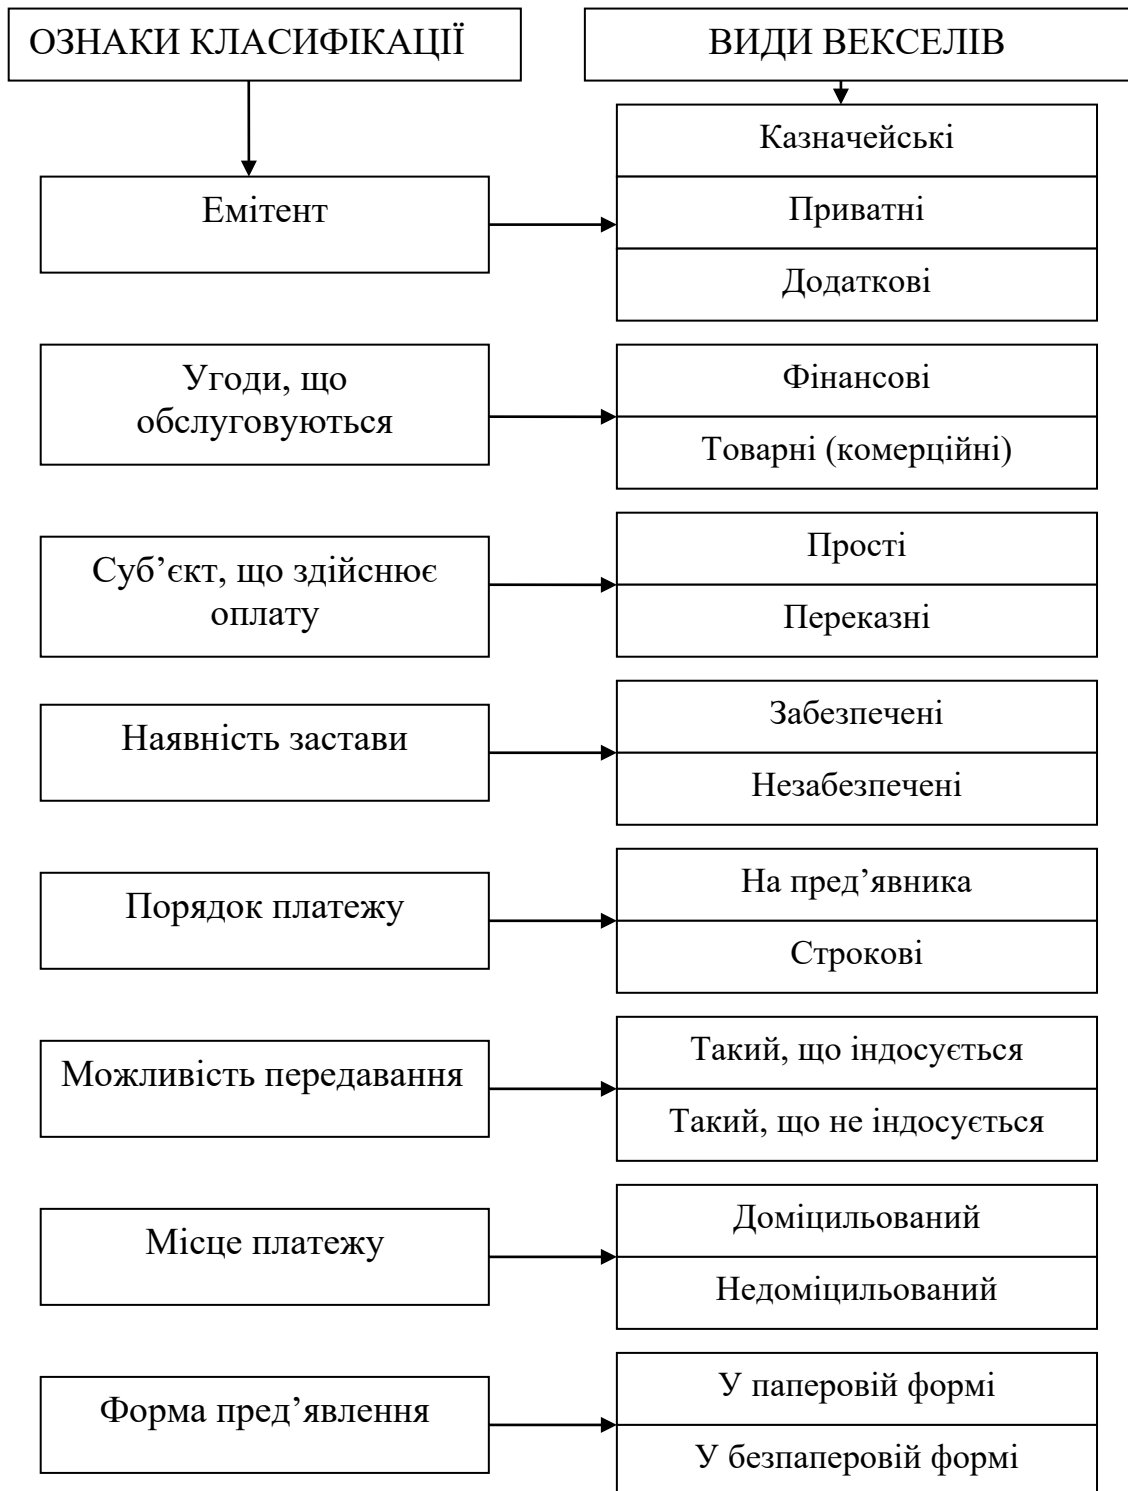 ОЗНАКИ КЛАСИФІКАЦІЇ
ВИДИ ВЕКСЕЛІВ
Емітент
Казначейські
Приватні
Додаткові
Угоди, що
обслуговуються
Фінансові
Товарні (комерційні)
Суб’єкт, що здійснює
оплату
Прості
Переказні
Наявність застави
Забезпечені
Незабезпечені
Порядок платежу
На пред’явника
Строкові
Можливість передавання
Такий, що індосується
Такий, що не індосується
Місце платежу
Доміцильований
Недоміцильований
Форма пред’явлення
У паперовій формі
У безпаперовій формі